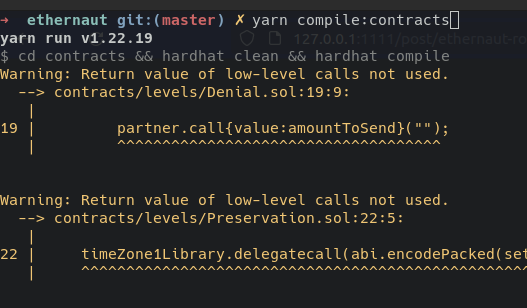 ➜ ethernaut git:(master) ✗ yarn compile:contracts
yarn run v1.22.19
127.0.0.1:1111/post/ethernaut-ro
$ cd contracts && hardhat clean && hardhat compile
Warning: Return value of low-level calls not used.
--> contracts/levels/Denial.sol:19:9:
|
19 | partner.call{value:amountToSend}("");
| ^^^^^^^^^^^^^^^^^^^^^^^^^^^^^^^^^^^^
Warning: Return value of low-level calls not used.
--> contracts/levels/Preservation.sol:22:5:
|
22 | timeZone1Library.delegatecall(abi.encodePacked(set
| ^^^^^^^^^^^^^^^^^^^^^^^^^^^^^^^^^^^^^^^^^^^^^^^^^^